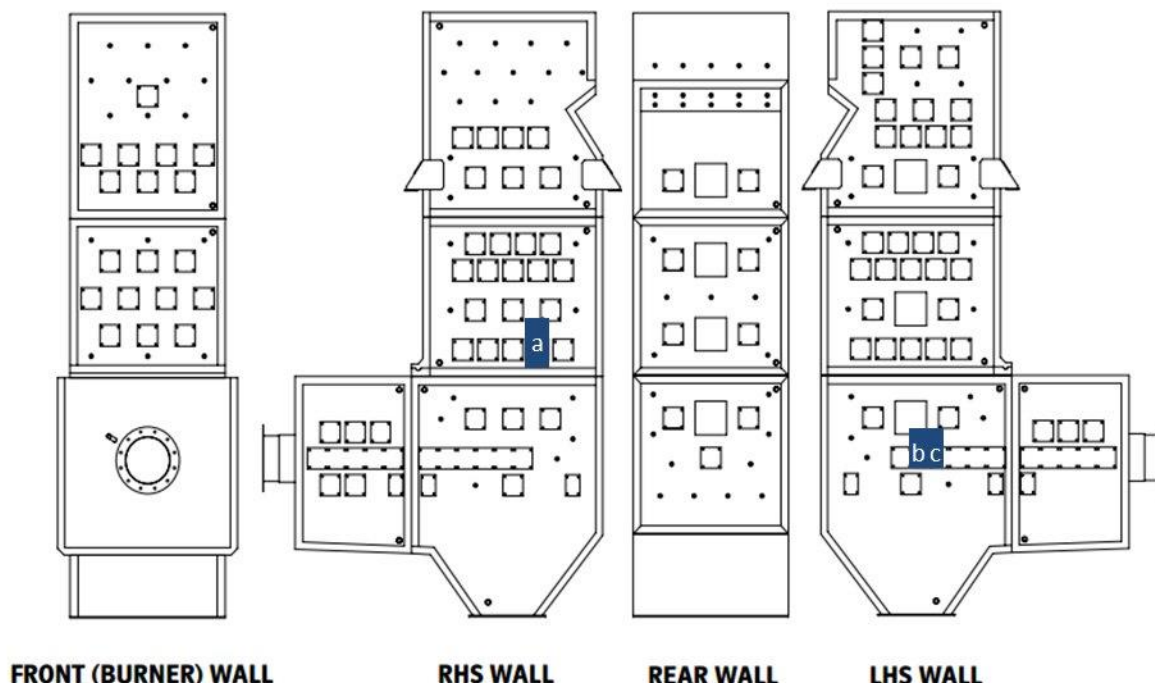 a
b c
FRONT (BURNER) WALL
RHS WALL
REAR WALL
LHS WALL